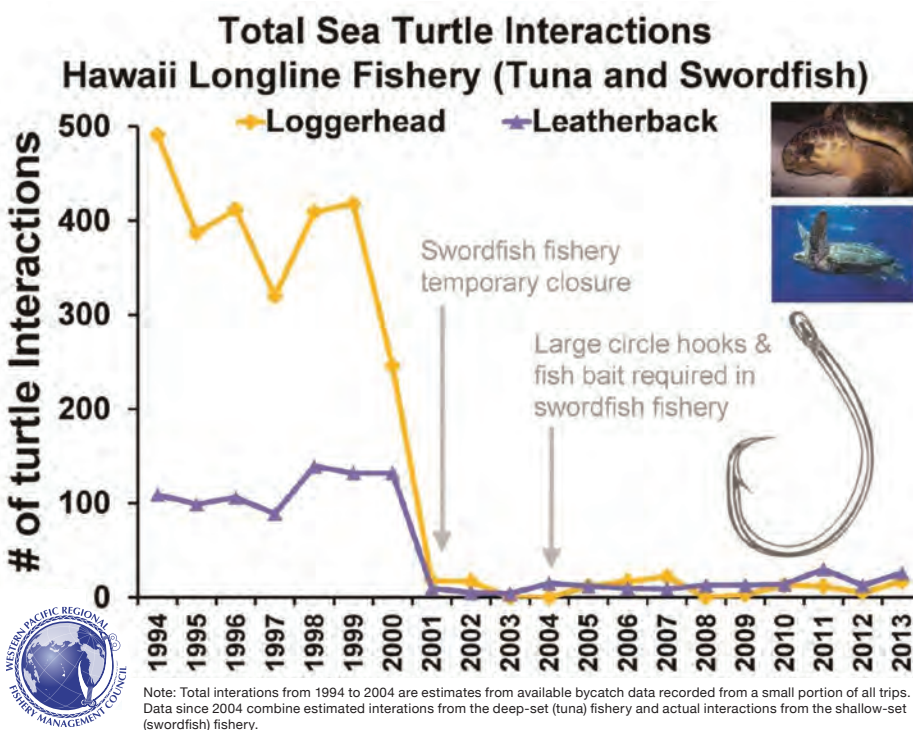 Total Sea Turtle Interactions
Hawaii Longline Fishery (Tuna and Swordfish)
Loggerhead
Leatherback
# of turtle Interactions
500
400
300
200
100
0
Swordfish fishery
temporary closure
Large circle hooks &
fish bait required in
swordfish fishery
1994
1995
1996
1997
1998
1999
2000
2001
2002
2003
2004
2005
2006
2007
2008
2009
2010
2011
2012
2013
WESTERN PACIFIC REGIONAL
FISHERY MANAGEMENT COUNCIL
Note: Total interations from 1994 to 2004 are estimates from available bycatch data recorded from a small portion of all trips.
Data since 2004 combine estimated interations from the deep-set (tuna) fishery and actual interactions from the shallow-set
(swordfish) fishery.